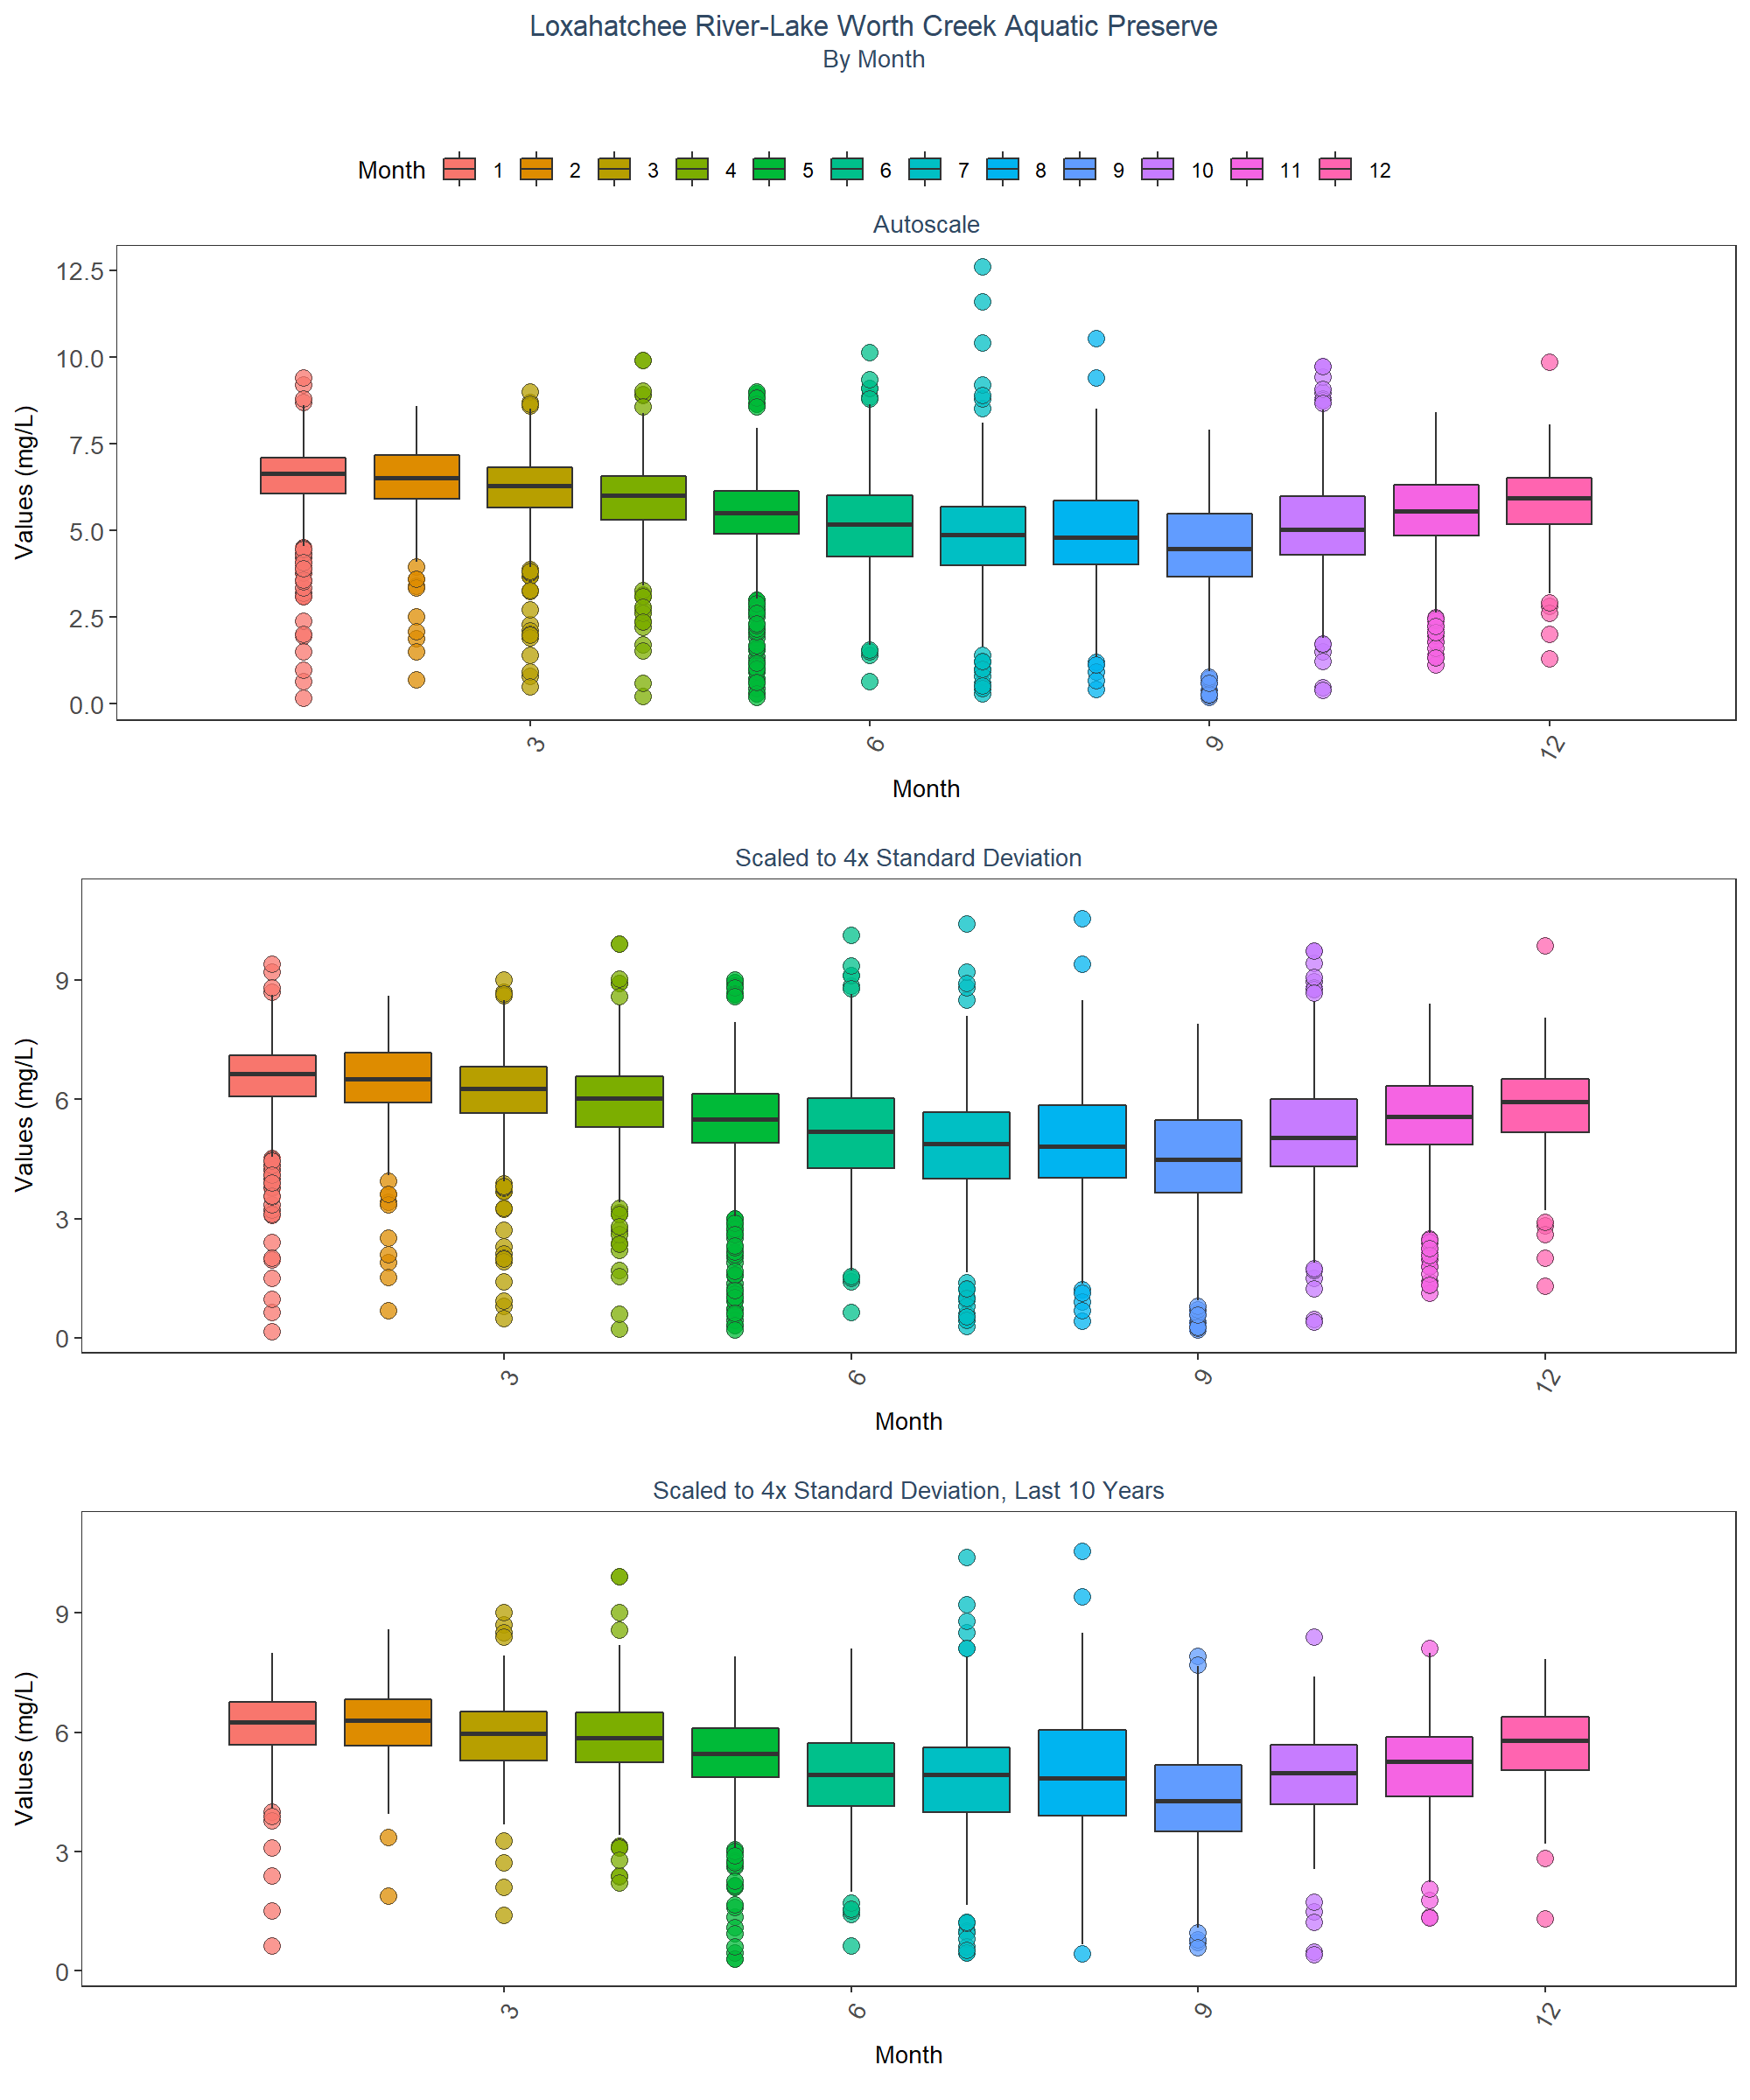 Loxahatchee River-Lake Worth Creek Aquatic Preserve
By Month
Month 1 2 3 4 5 6 7 8 9 10 11 12
Autoscale
Values (mg/L)
12.5
10.0
7.5
5.0
2.5
0.0
3 6 9 12
Month
Scaled to 4x Standard Deviation
Values (mg/L)
9
6
3
0
3 6 9 12
Month
Scaled to 4x Standard Deviation, Last 10 Years
Values (mg/L)
9
6
3
0
3 6 9 12
Month